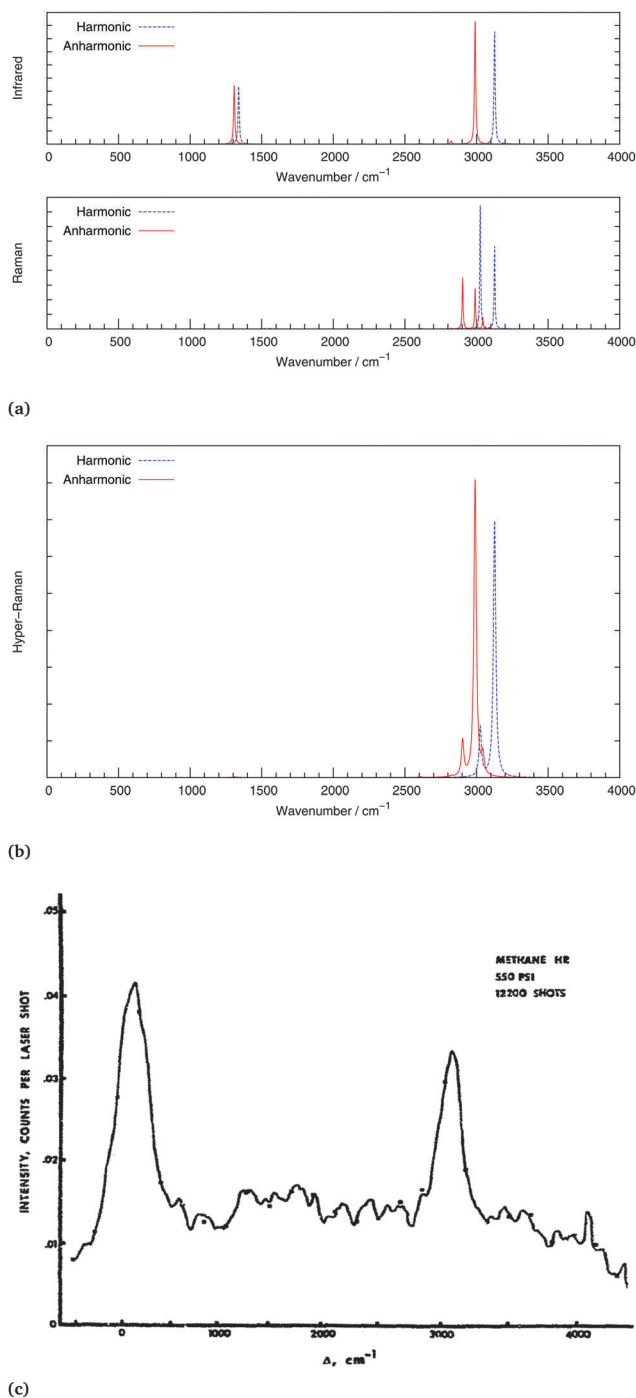 Harmonic
Anharmonic
Infrared
0 500 1000 1500 2000 2500 3000 3500 4000
Wavenumber / cm⁻¹
Harmonic
Anharmonic
Raman
0 500 1000 1500 2000 2500 3000 3500 4000
Wavenumber / cm⁻¹
(a)
Harmonic
Anharmonic
Hyper−Raman
0 500 1000 1500 2000 2500 3000 3500 4000
Wavenumber / cm⁻¹
(b)
.05
METHANE HR
550 PSI
12200 SHOTS
.04
.03
INTENSITY, COUNTS PER LASER SHOT
.02
.01
0
0 1000 2000 3000 4000
Δ, cm⁻¹
(c)